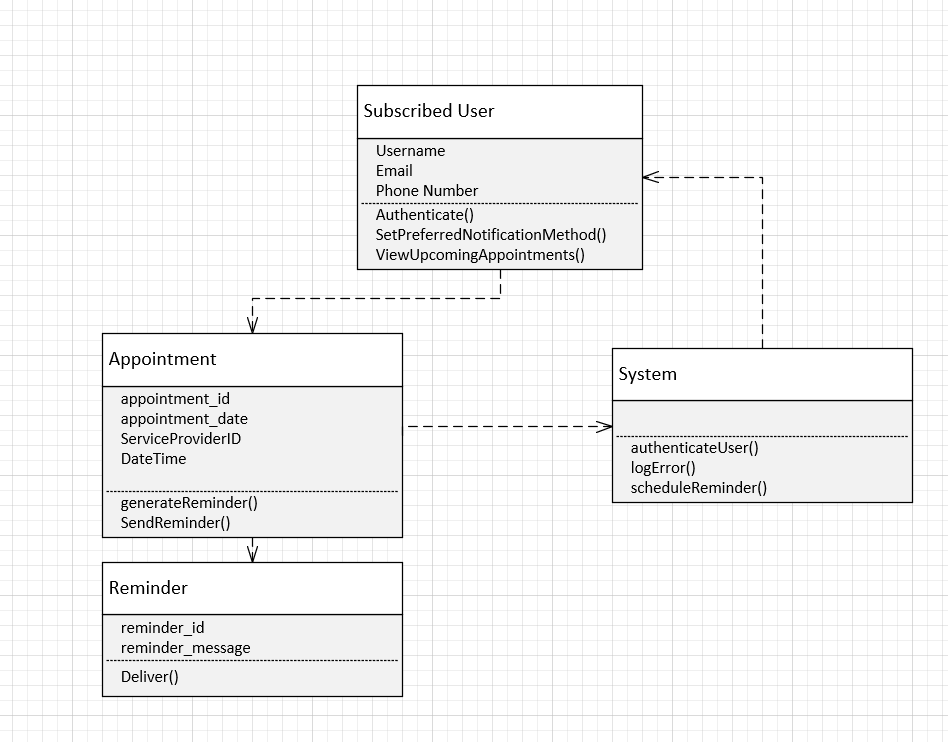 Subscribed User
Username
Email
Phone Number
Authenticate()
SetPreferredNotificationMethod()
ViewUpcomingAppointments()
Appointment
appointment_id
appointment_date
ServiceProviderID
DateTime
generateReminder()
SendReminder()
System
authenticateUser()
logError()
scheduleReminder()
Reminder
reminder_id
reminder_message
Deliver()